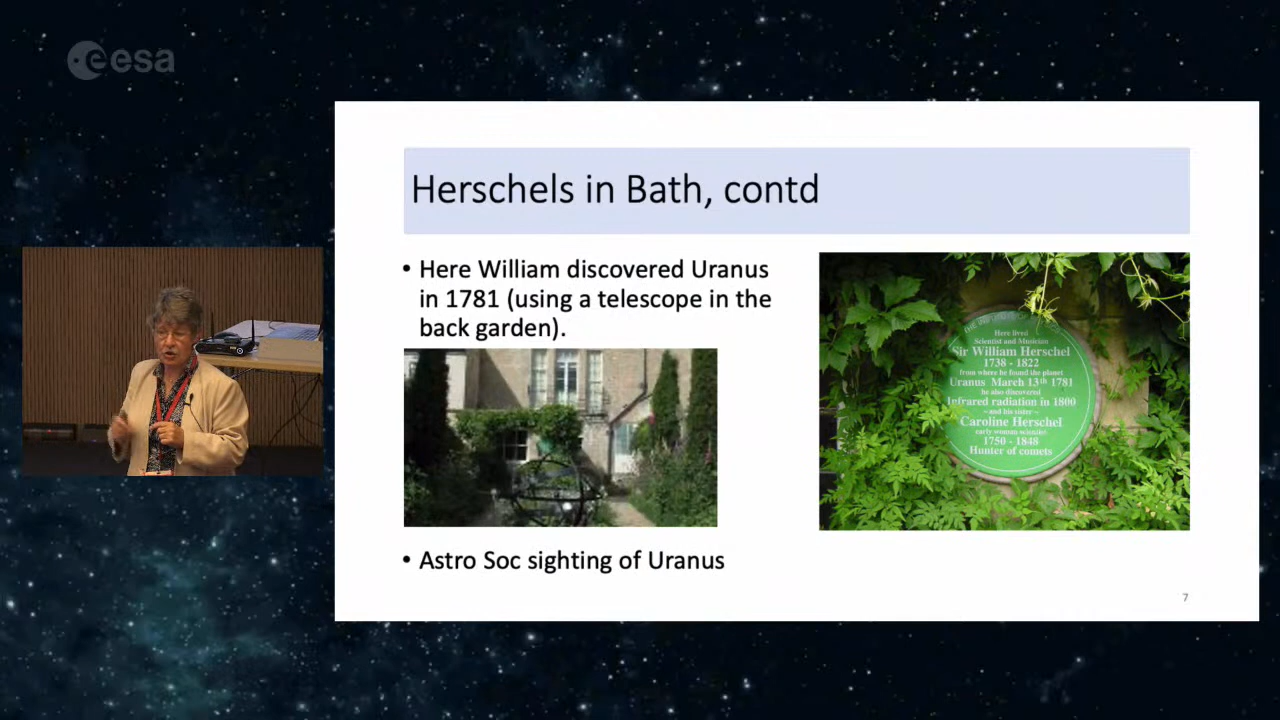 esa
Herschels in Bath, contd
• Here William discovered Uranus
in 1781 (using a telescope in the
back garden).
• Astro Soc sighting of Uranus
Here lived
Scientist and Musician
Sir William Herschel
1738 - 1822
from where he found the planet
Uranus March 13th 1781
he also discovered
Infrared radiation in 1800
~and his sister~
Caroline Herschel
early woman scientist
1750 - 1848
Hunter of comets
7